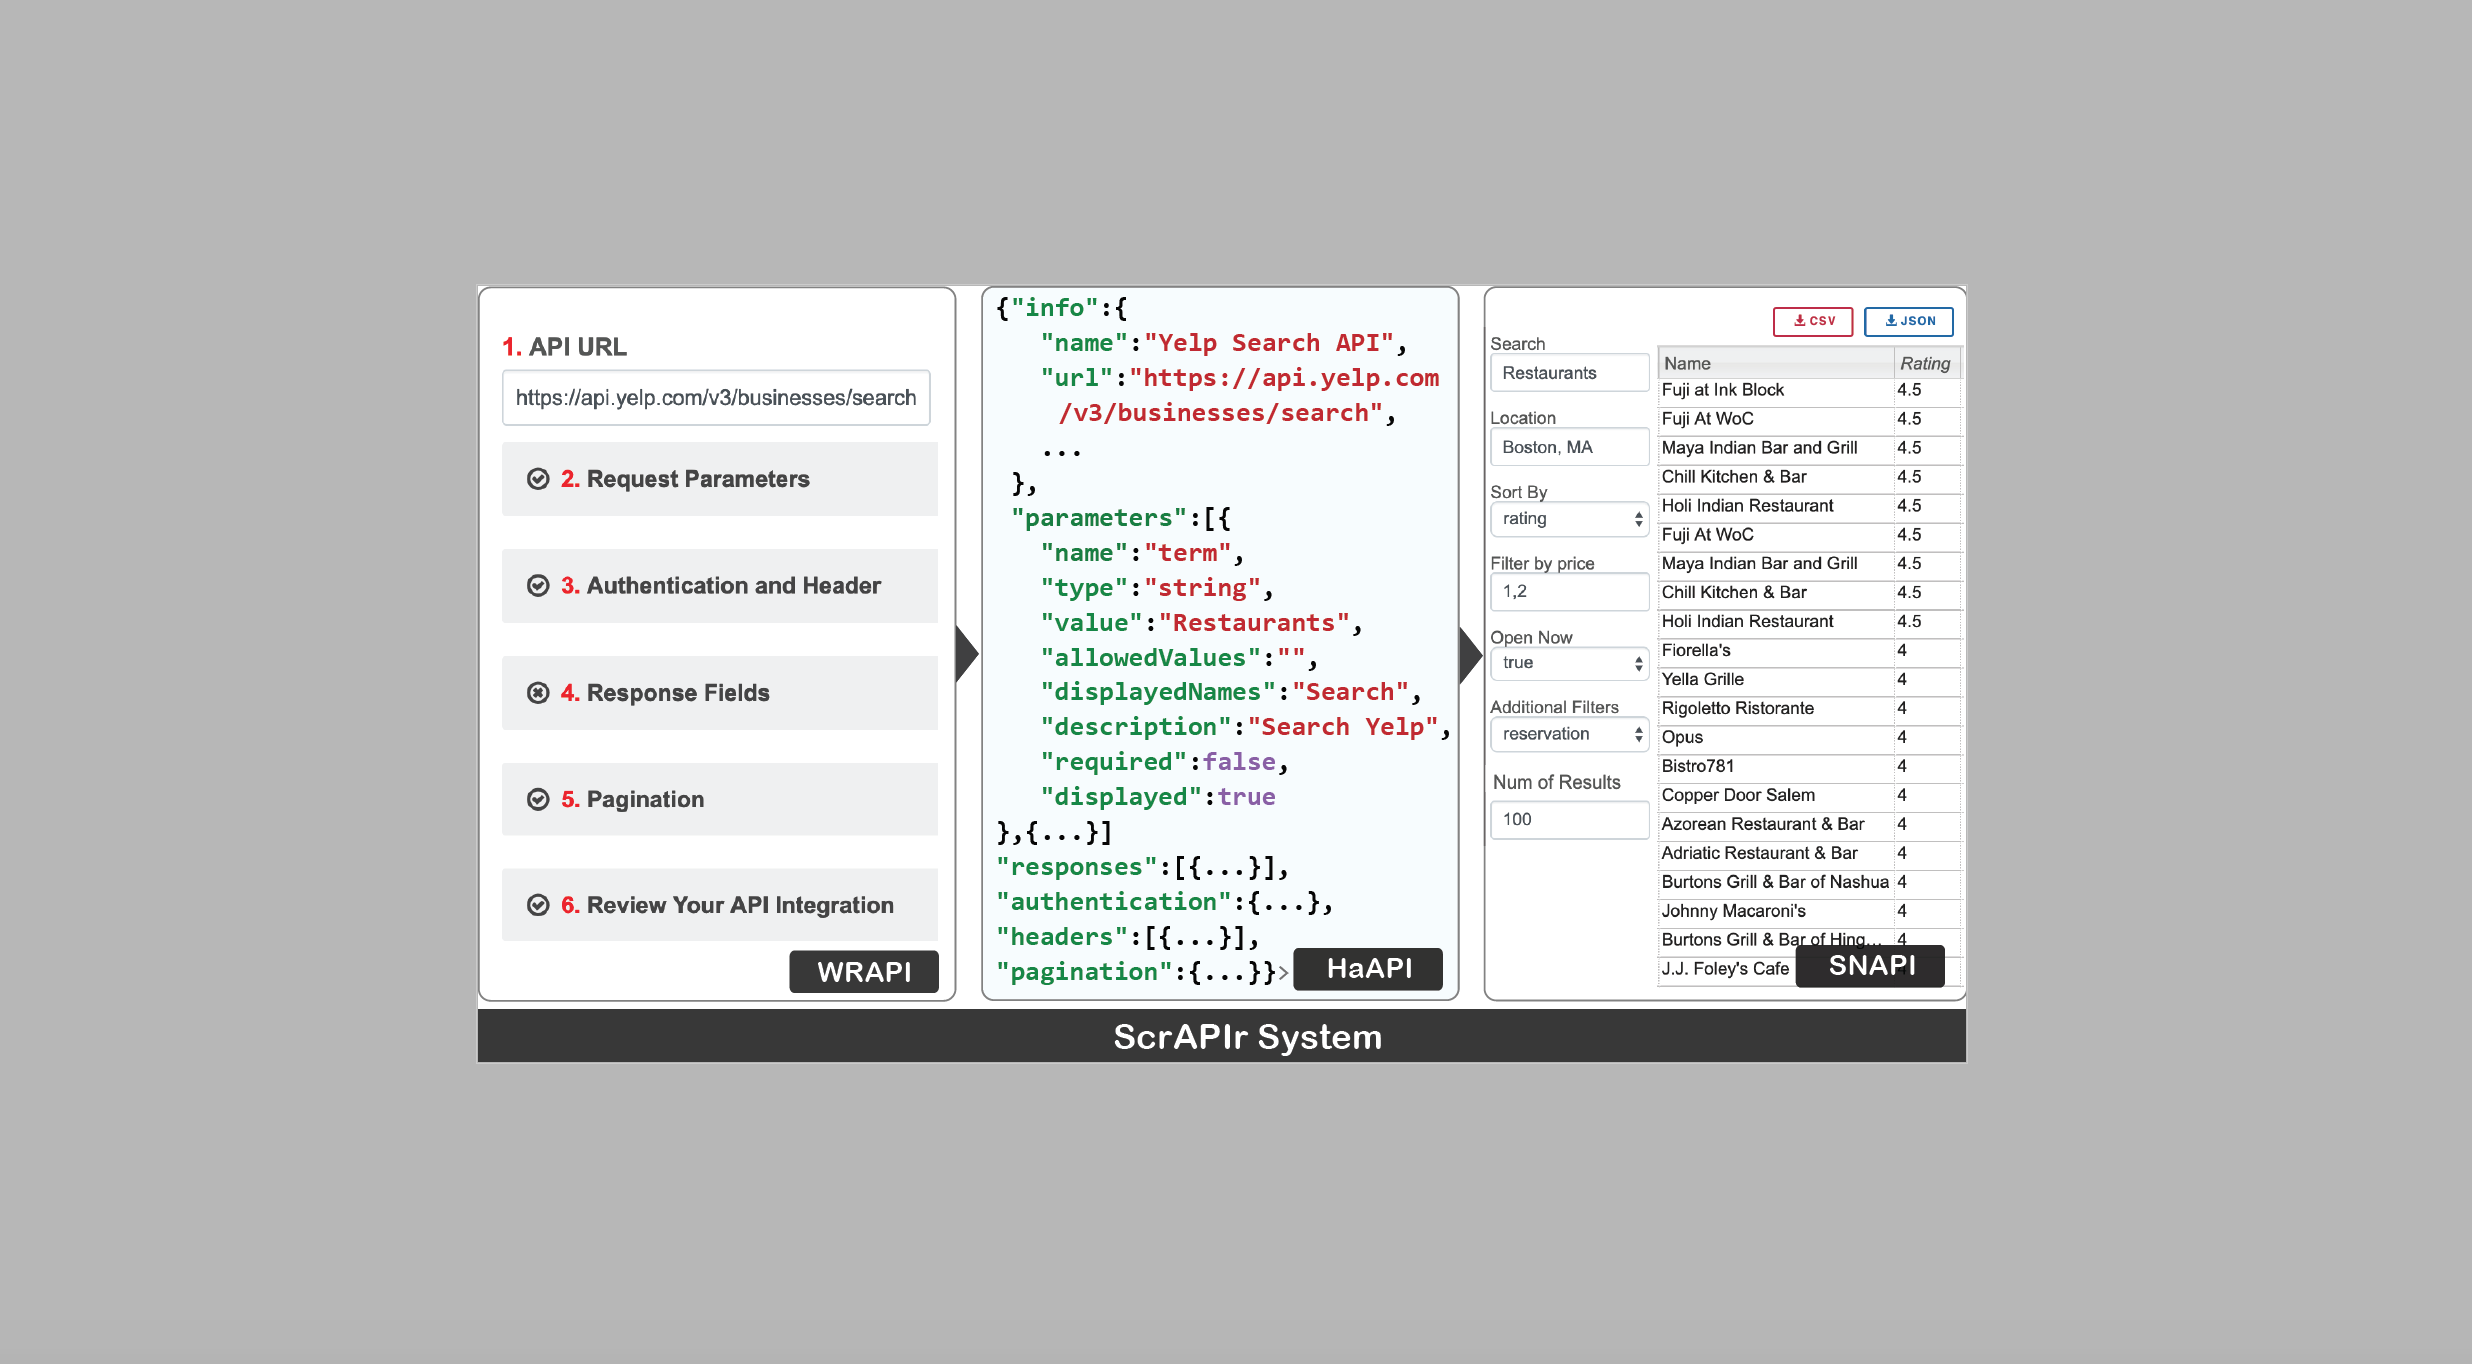 1. API URL
https://api.yelp.com/v3/businesses/search
2. Request Parameters
3. Authentication and Header
4. Response Fields
5. Pagination
6. Review Your API Integration
WRAPI
{"info":{
"name":"Yelp Search API",
"url":"https://api.yelp.com
/v3/businesses/search",
...
},
"parameters":[{
"name":"term",
"type":"string",
"value":"Restaurants",
"allowedValues":"",
"displayedNames":"Search",
"description":"Search Yelp",
"required":false,
"displayed":true
},{...}]
"responses":[{...}],
"authentication":{...},
"headers":[{...}],
"pagination":{...}}>
HaAPI
CSV JSON
Search
Restaurants
Location
Boston, MA
Sort By
rating
Filter by price
1,2
Open Now
true
Additional Filters
reservation
Num of Results
100
Name Rating
Fuji at Ink Block 4.5
Fuji At WoC 4.5
Maya Indian Bar and Grill 4.5
Chill Kitchen & Bar 4.5
Holi Indian Restaurant 4.5
Fuji At WoC 4.5
Maya Indian Bar and Grill 4.5
Chill Kitchen & Bar 4.5
Holi Indian Restaurant 4.5
Fiorella's 4
Yella Grille 4
Rigoletto Ristorante 4
Opus 4
Bistro781 4
Copper Door Salem 4
Azorean Restaurant & Bar 4
Adriatic Restaurant & Bar 4
Burtons Grill & Bar of Nashua 4
Johnny Macaroni's 4
Burtons Grill & Bar of Hing... 4
J.J. Foley's Cafe
SNAPI
ScrAPIr System